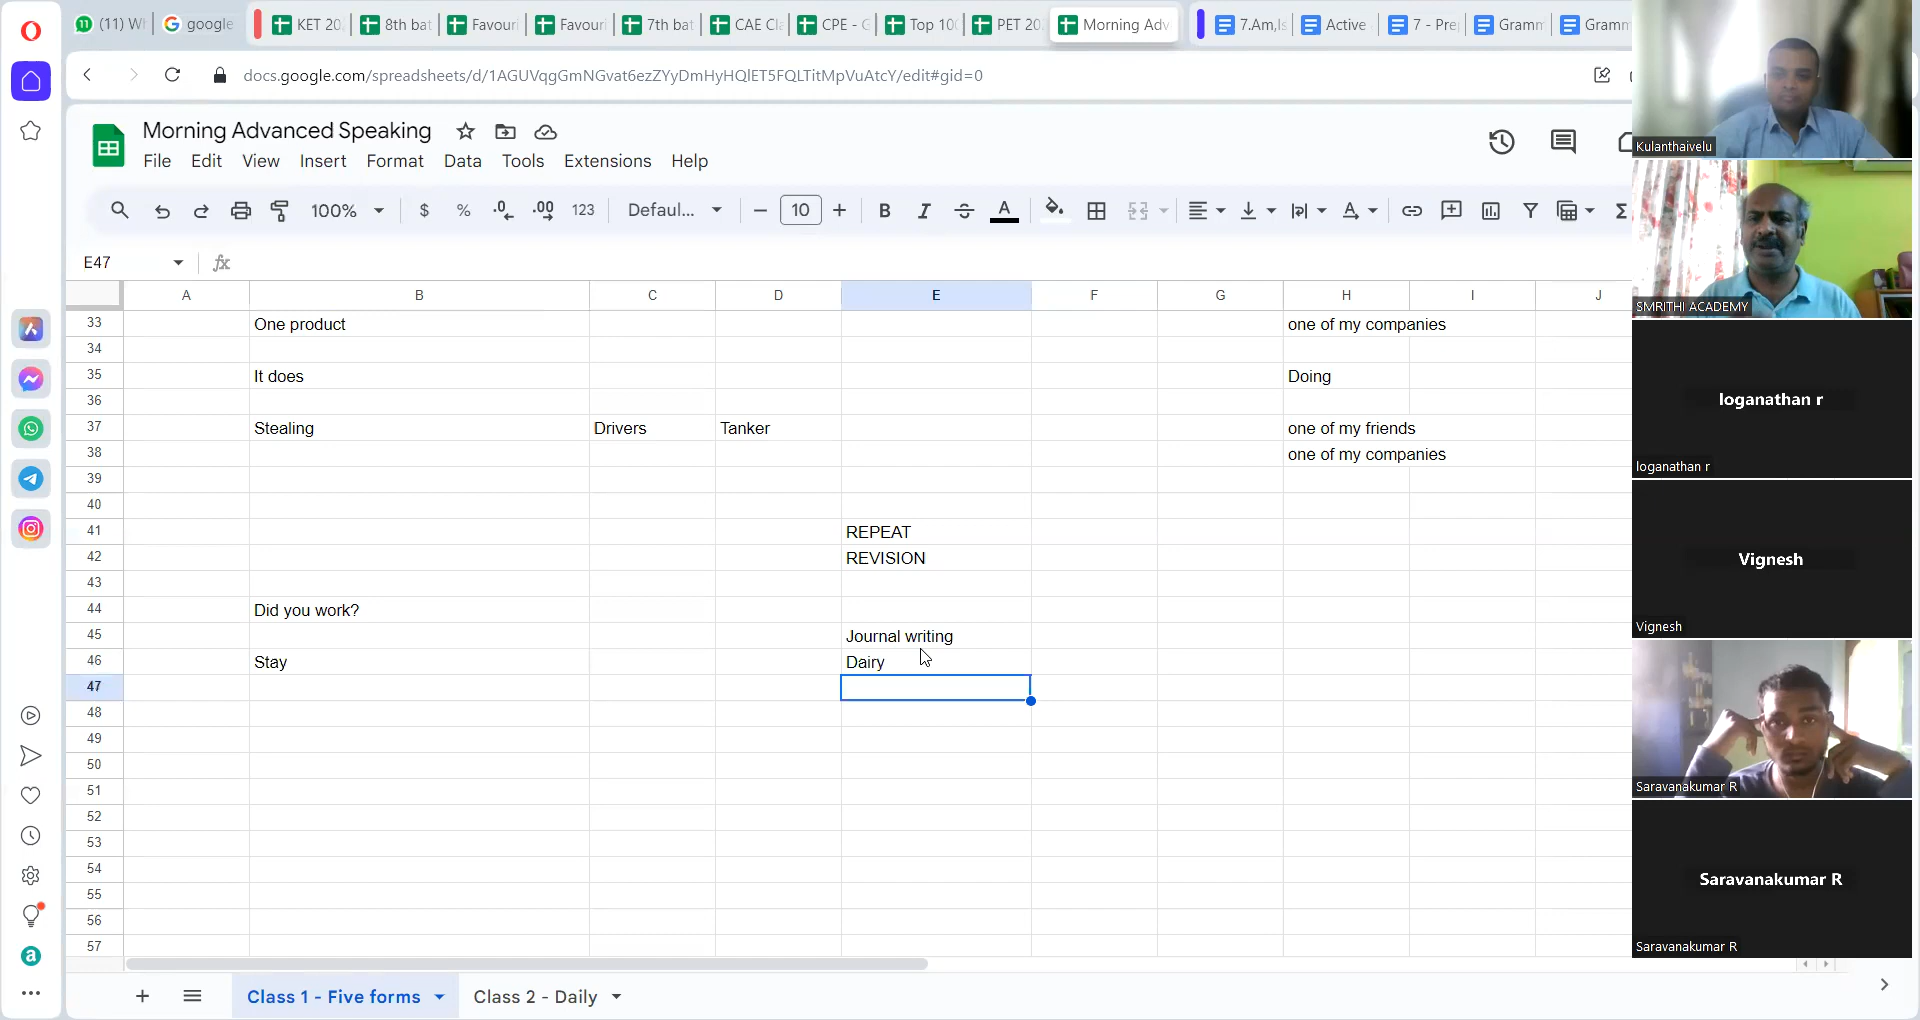 (11) W
google
KET 20
8th bat
Favouri
Favouri
7th bat
CAE Cla
CPE - C
Top 100
PET 20
Morning Adv
7.Am,Is
Active
7 - Pre
Gramm
Gramm
docs.google.com/spreadsheets/d/1AGUVqgGmNGvat6ezZYyDmHyHQlET5FQLTitMpVuAtcY/edit#gid=0
Morning Advanced Speaking
File Edit View Insert Format Data Tools Extensions Help
100% $ % .0 .00 123 Defaul... 10 B I A
E47 fx
A B C D E F G H I J
33 One product one of my companies
34
35 It does Doing
36
37 Stealing Drivers Tanker one of my friends
38 one of my companies
39
40
41 REPEAT
42 REVISION
43
44 Did you work?
45 Journal writing
46 Stay Dairy
47
48
49
50
51
52
53
54
55
56
57
Class 1 - Five forms Class 2 - Daily
Kulanthaivelu
SMRITHI ACADEMY
loganathan r
loganathan r
Vignesh
Vignesh
Saravanakumar R
Saravanakumar R
Saravanakumar R